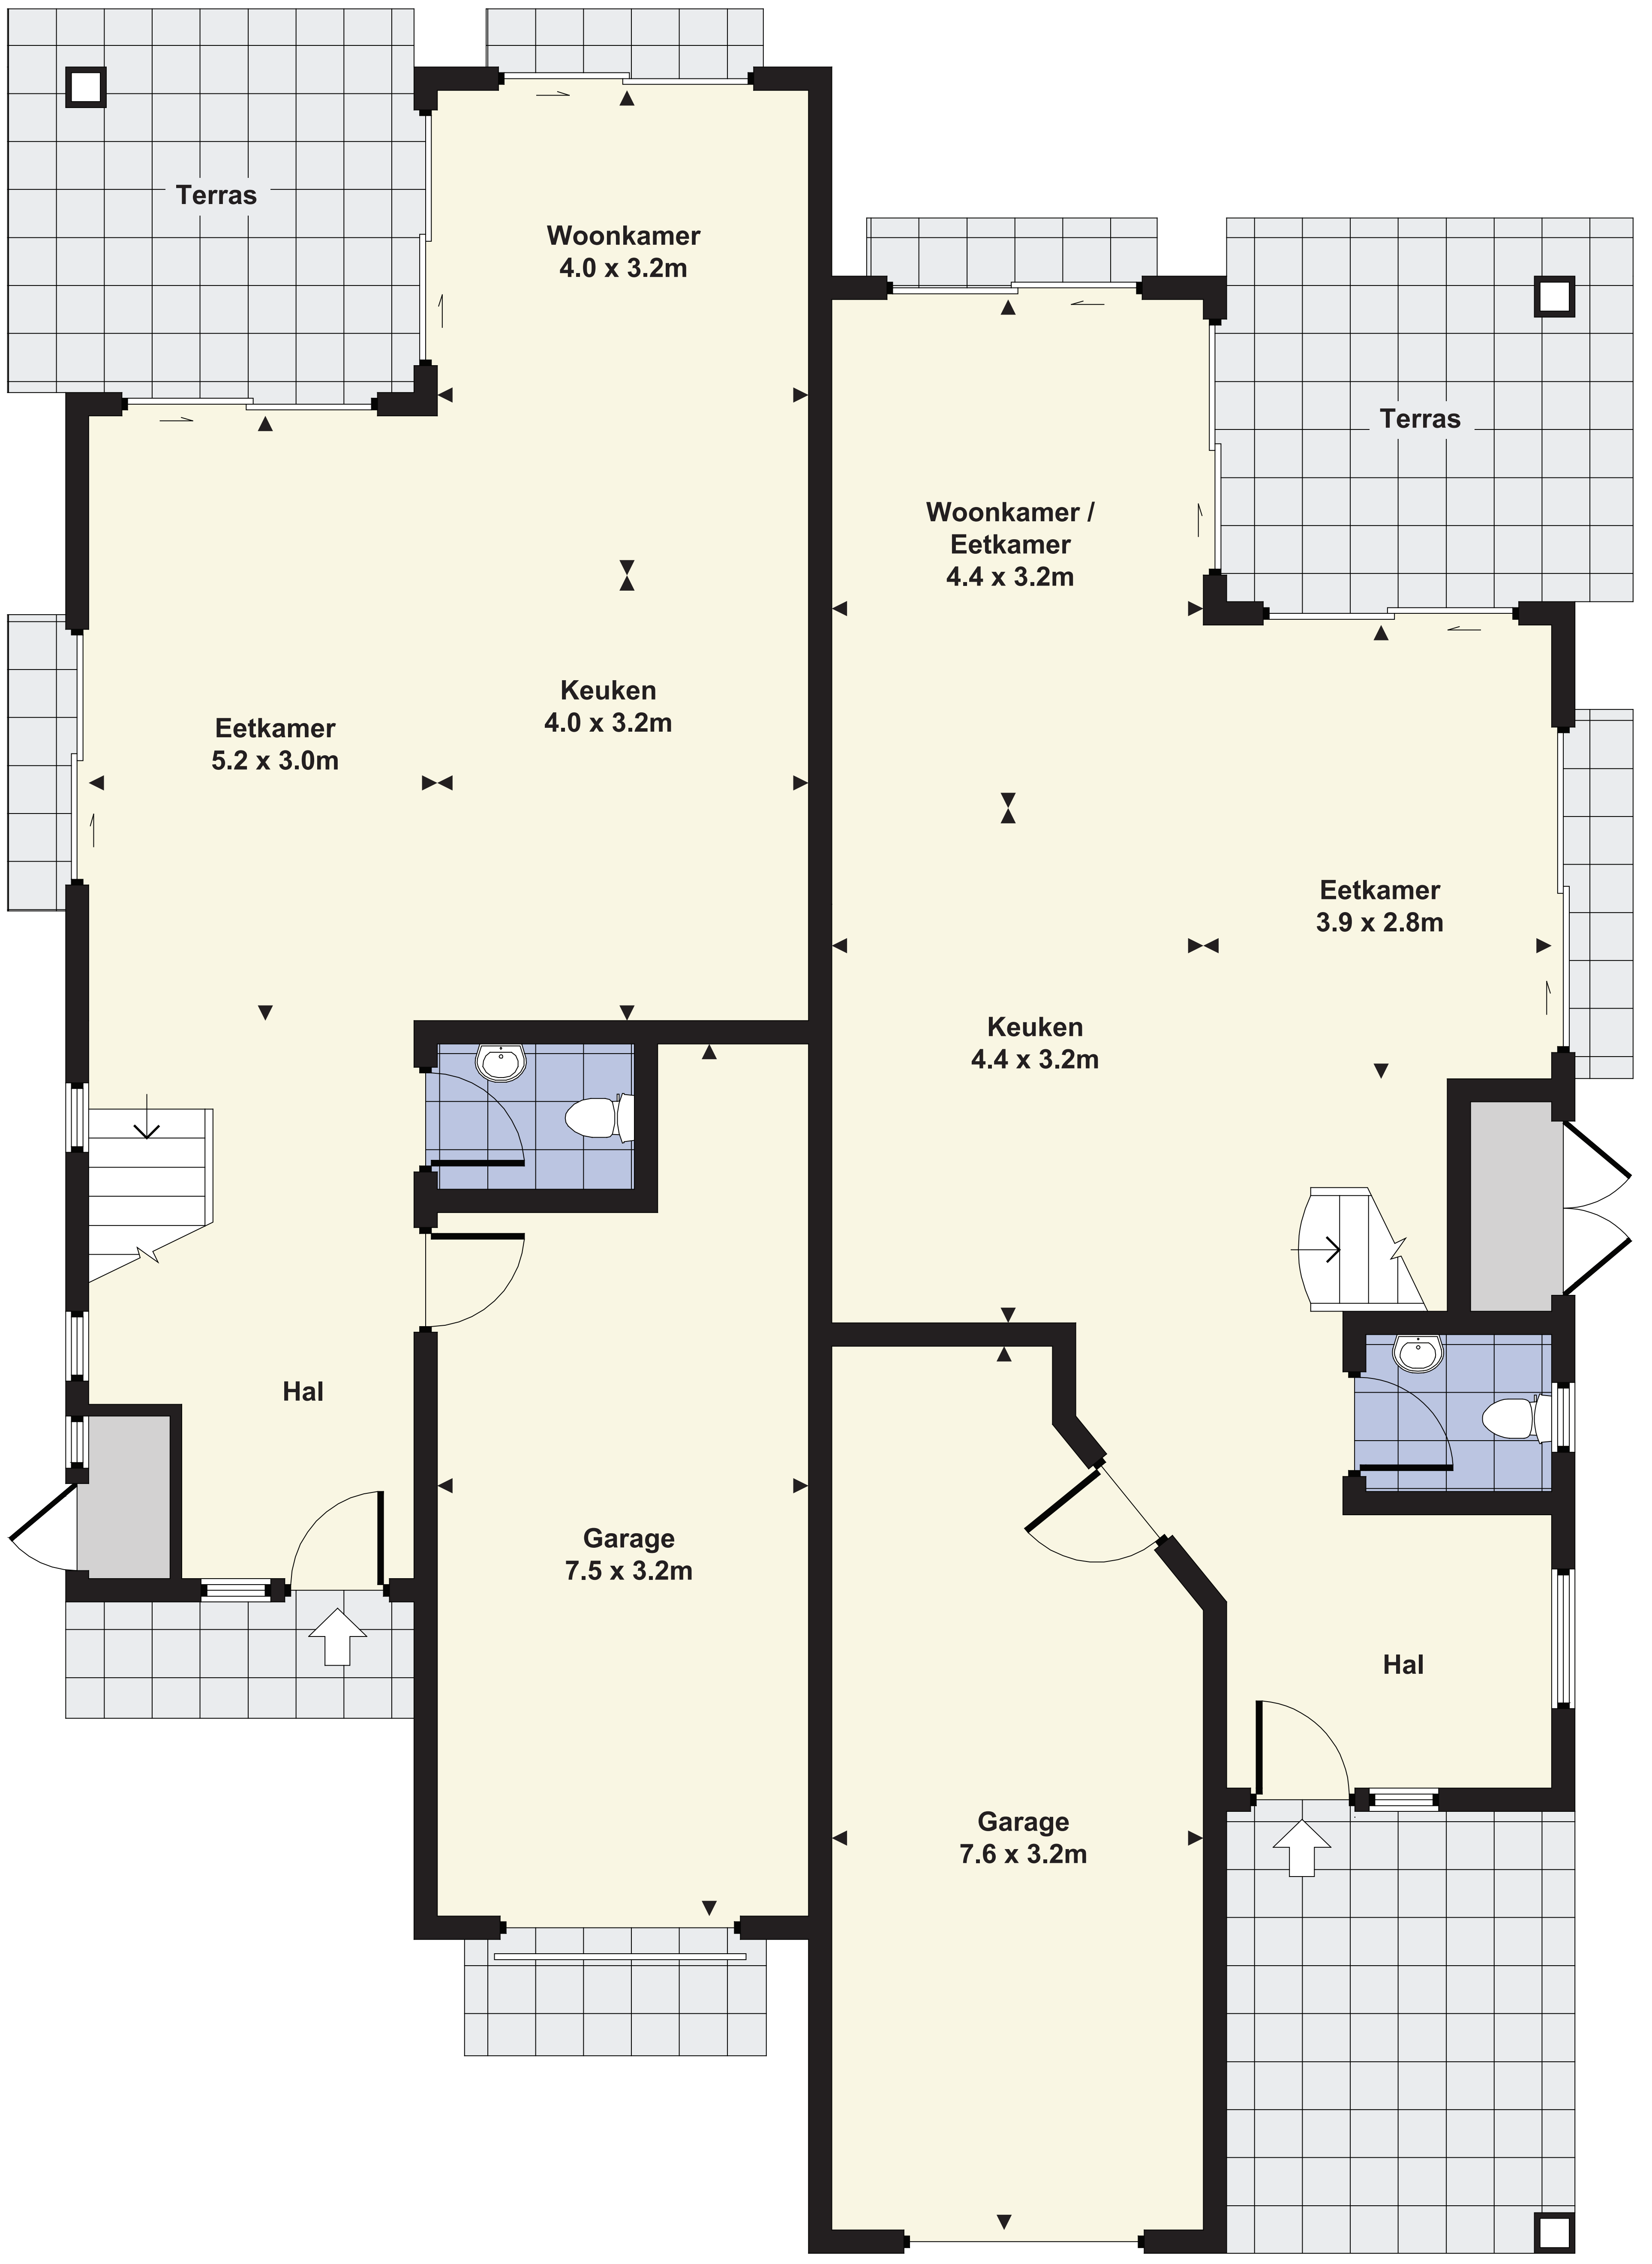 Terras
Woonkamer
4.0 x 3.2m
Keuken
4.0 x 3.2m
Eetkamer
5.2 x 3.0m
Hal
Garage
7.5 x 3.2m
Terras
Woonkamer /
Eetkamer
4.4 x 3.2m
Eetkamer
3.9 x 2.8m
Keuken
4.4 x 3.2m
Hal
Garage
7.6 x 3.2m